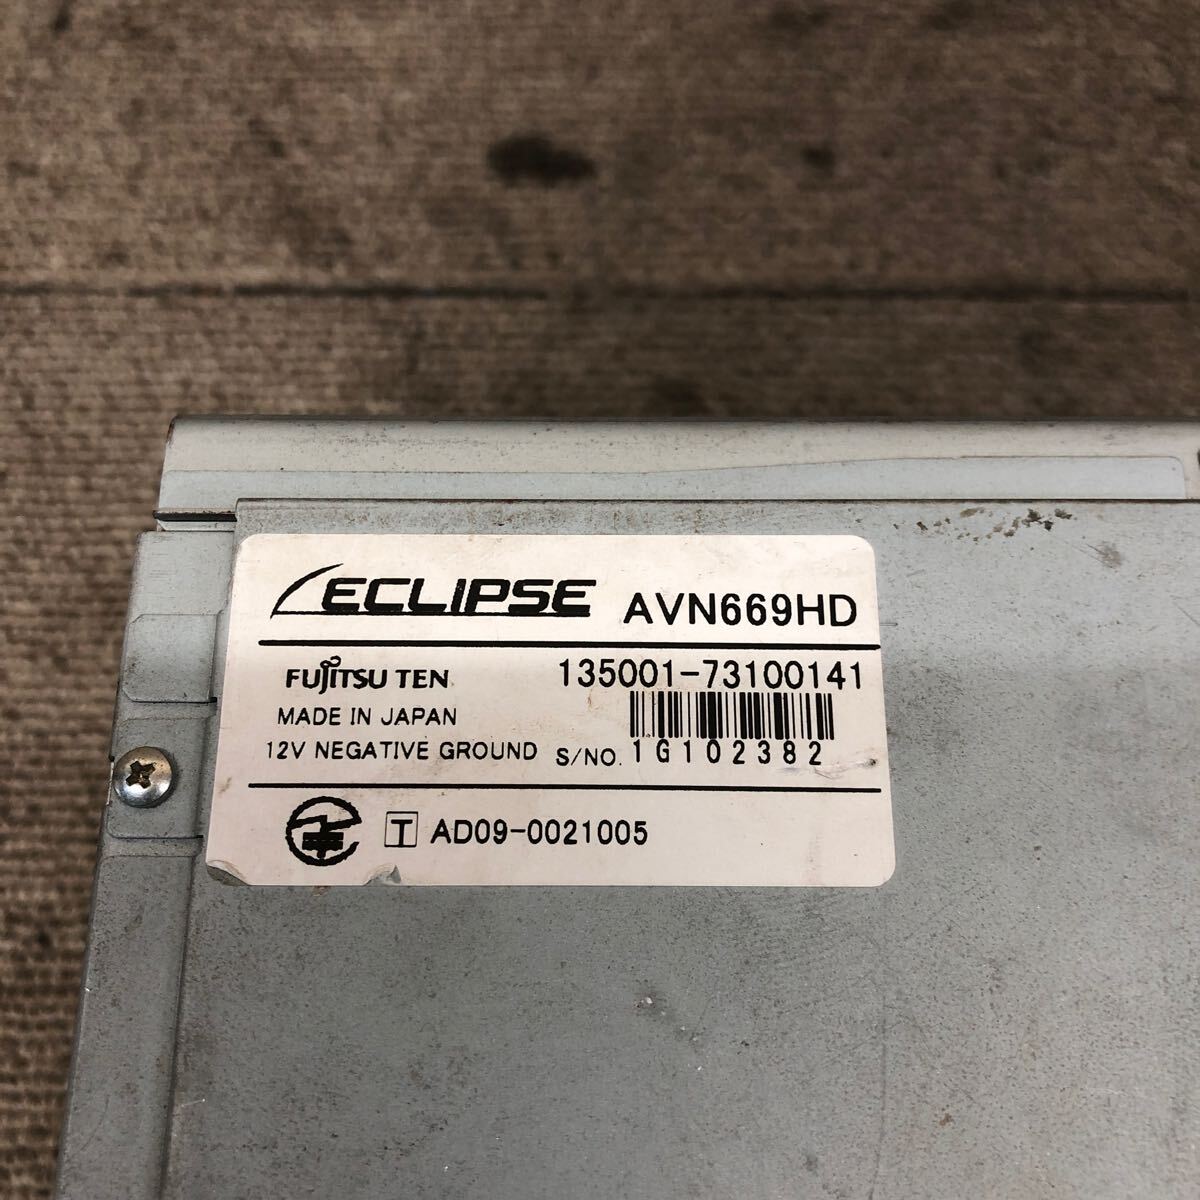 ECLIPSE AVN669HD
FUJITSU TEN 135001-73100141
MADE IN JAPAN
12V NEGATIVE GROUND S/NO. 1G102382
T AD09-0021005